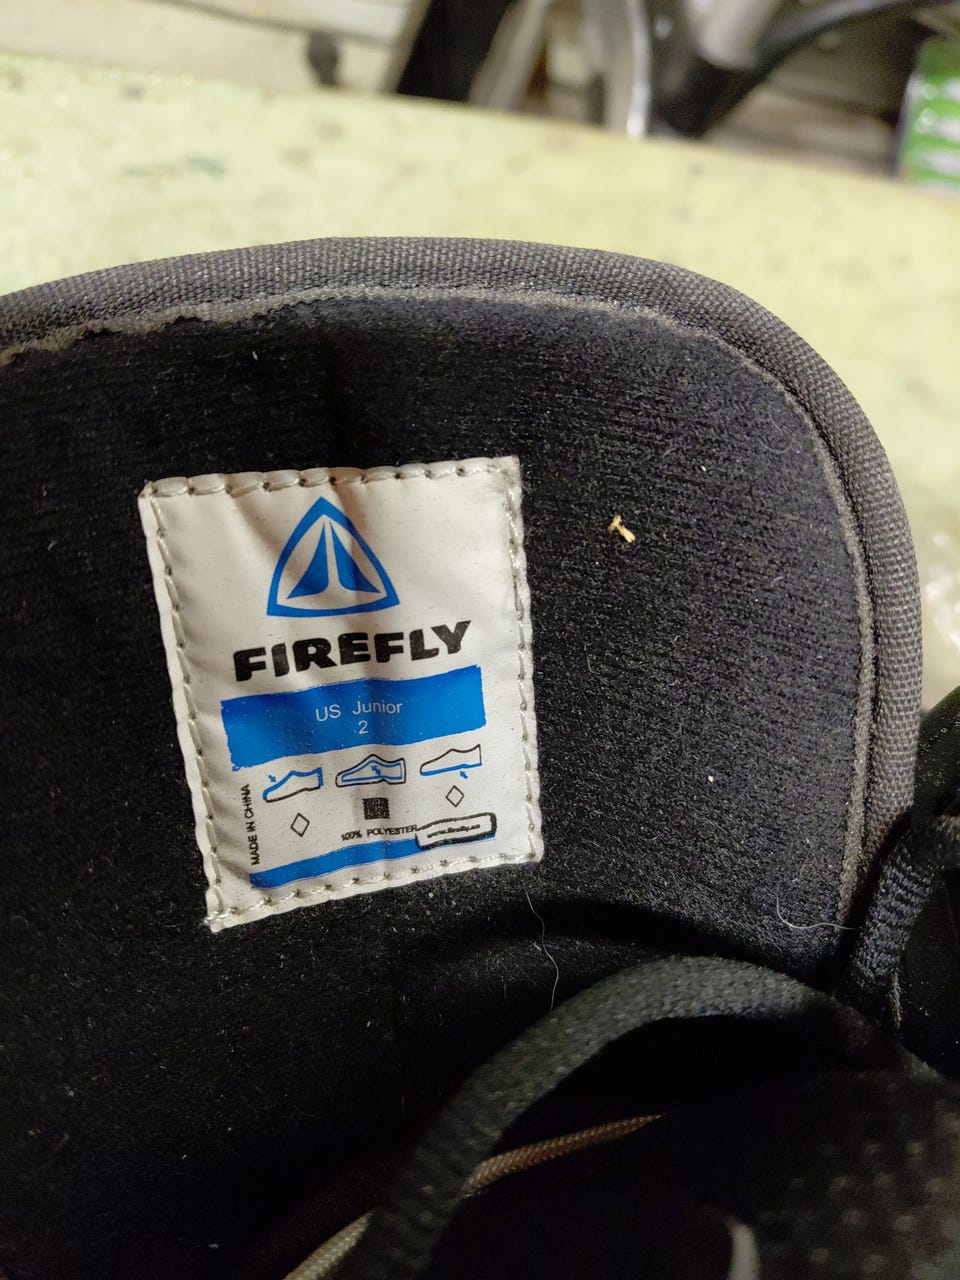 FIREFLY
US Junior
2
MADE IN CHINA
100% POLYESTER